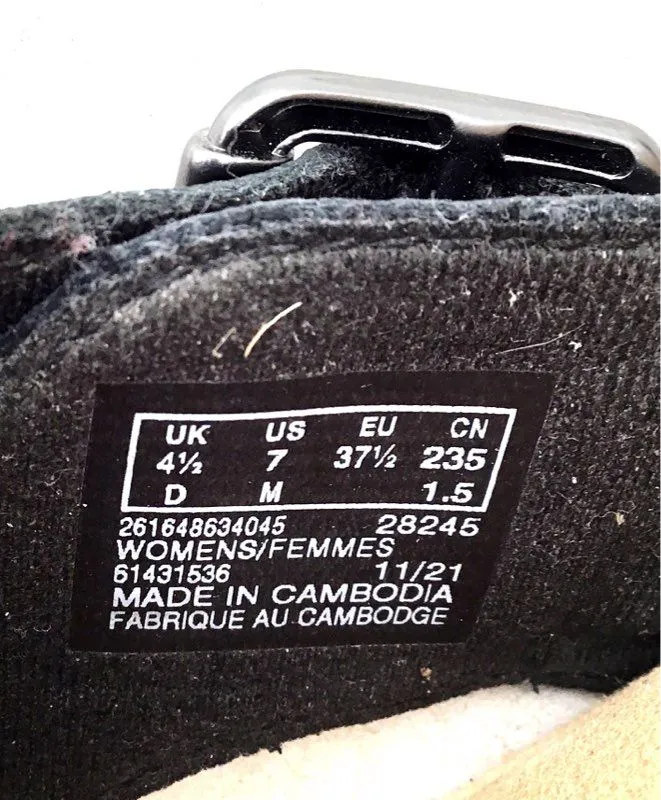 UK US EU CN
4½ 7 37½ 235
D M 1.5
261648634045 28245
WOMENS/FEMMES
61431536 11/21
MADE IN CAMBODIA
FABRIQUE AU CAMBODGE